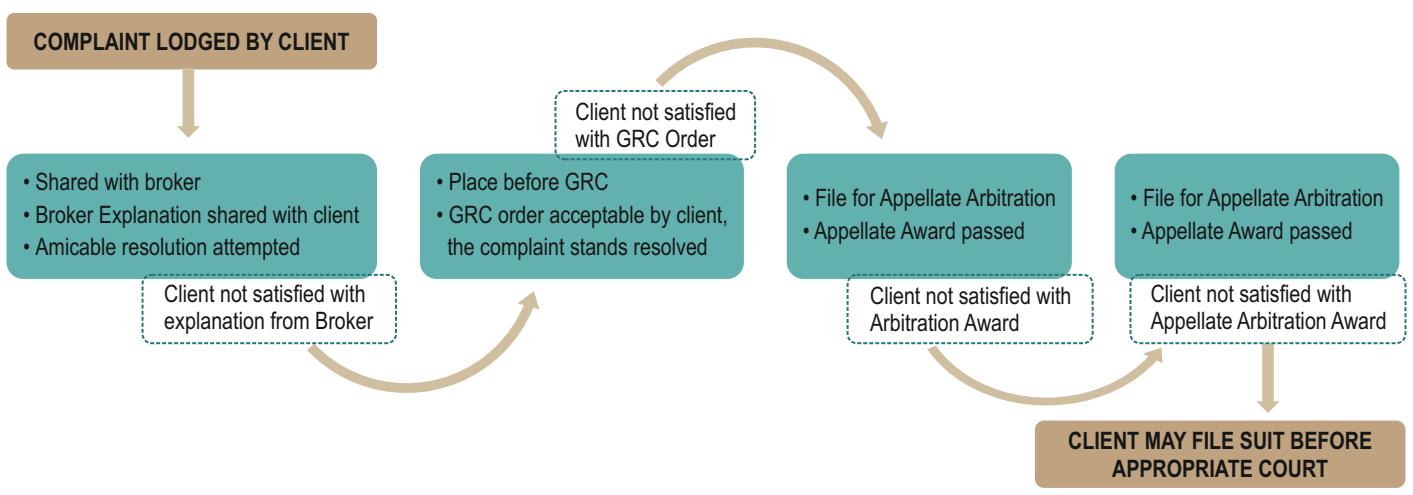 COMPLAINT LODGED BY CLIENT
• Shared with broker
• Broker Explanation shared with client
• Amicable resolution attempted
Client not satisfied with
explanation from Broker
• Place before GRC
• GRC order acceptable by client,
the complaint stands resolved
Client not satisfied
with GRC Order
• File for Appellate Arbitration
• Appellate Award passed
Client not satisfied with
Arbitration Award
• File for Appellate Arbitration
• Appellate Award passed
Client not satisfied with
Appellate Arbitration Award
CLIENT MAY FILE SUIT BEFORE
APPROPRIATE COURT